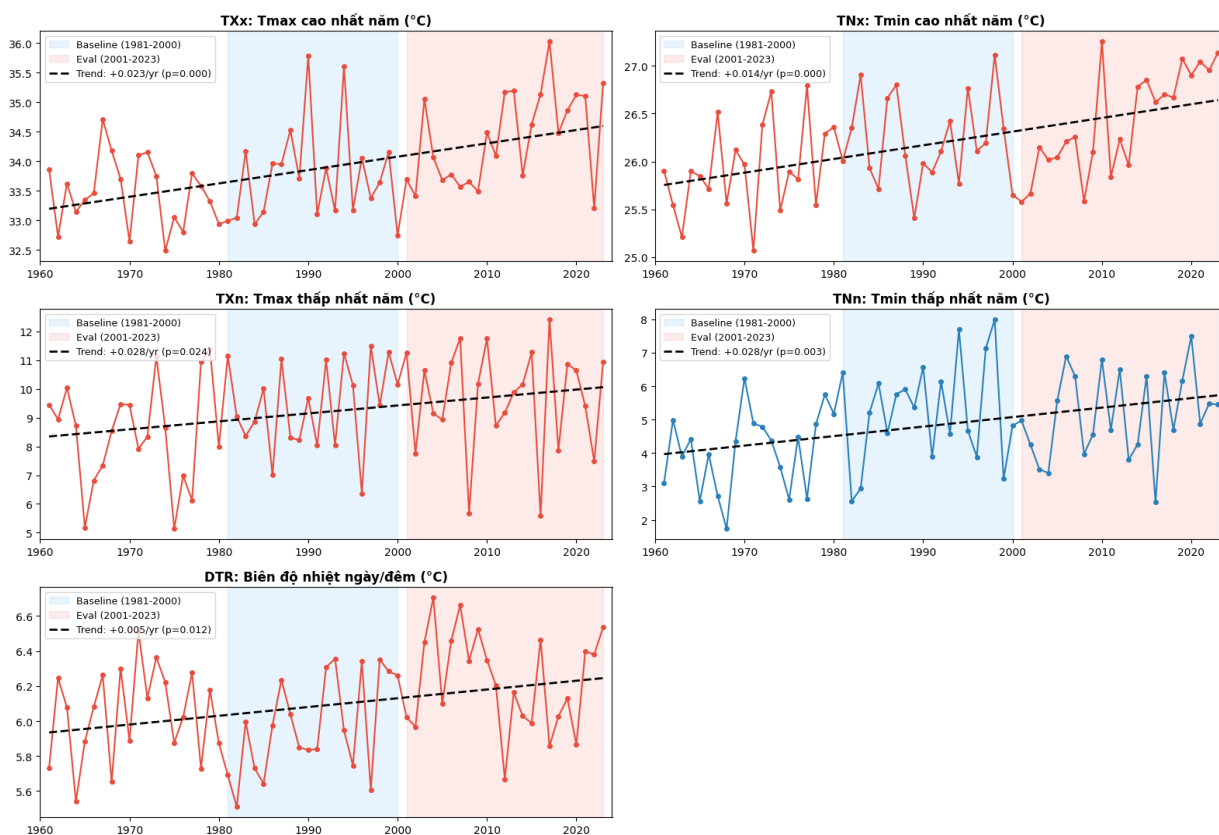 TXx: Tmax cao nhất năm (°C)
36.0
35.5
35.0
34.5
34.0
33.5
33.0
32.5
Baseline (1981-2000)
Eval (2001-2023)
Trend: +0.023/yr (p=0.000)
1960 1970 1980 1990 2000 2010 2020
TNx: Tmin cao nhất năm (°C)
27.0
26.5
26.0
25.5
25.0
Baseline (1981-2000)
Eval (2001-2023)
Trend: +0.014/yr (p=0.000)
1960 1970 1980 1990 2000 2010 2020
TXn: Tmax thấp nhất năm (°C)
12
11
10
9
8
7
6
5
Baseline (1981-2000)
Eval (2001-2023)
Trend: +0.028/yr (p=0.024)
1960 1970 1980 1990 2000 2010 2020
TNn: Tmin thấp nhất năm (°C)
8
7
6
5
4
3
2
Baseline (1981-2000)
Eval (2001-2023)
Trend: +0.028/yr (p=0.003)
1960 1970 1980 1990 2000 2010 2020
DTR: Biên độ nhiệt ngày/đêm (°C)
6.6
6.4
6.2
6.0
5.8
5.6
Baseline (1981-2000)
Eval (2001-2023)
Trend: +0.005/yr (p=0.012)
1960 1970 1980 1990 2000 2010 2020